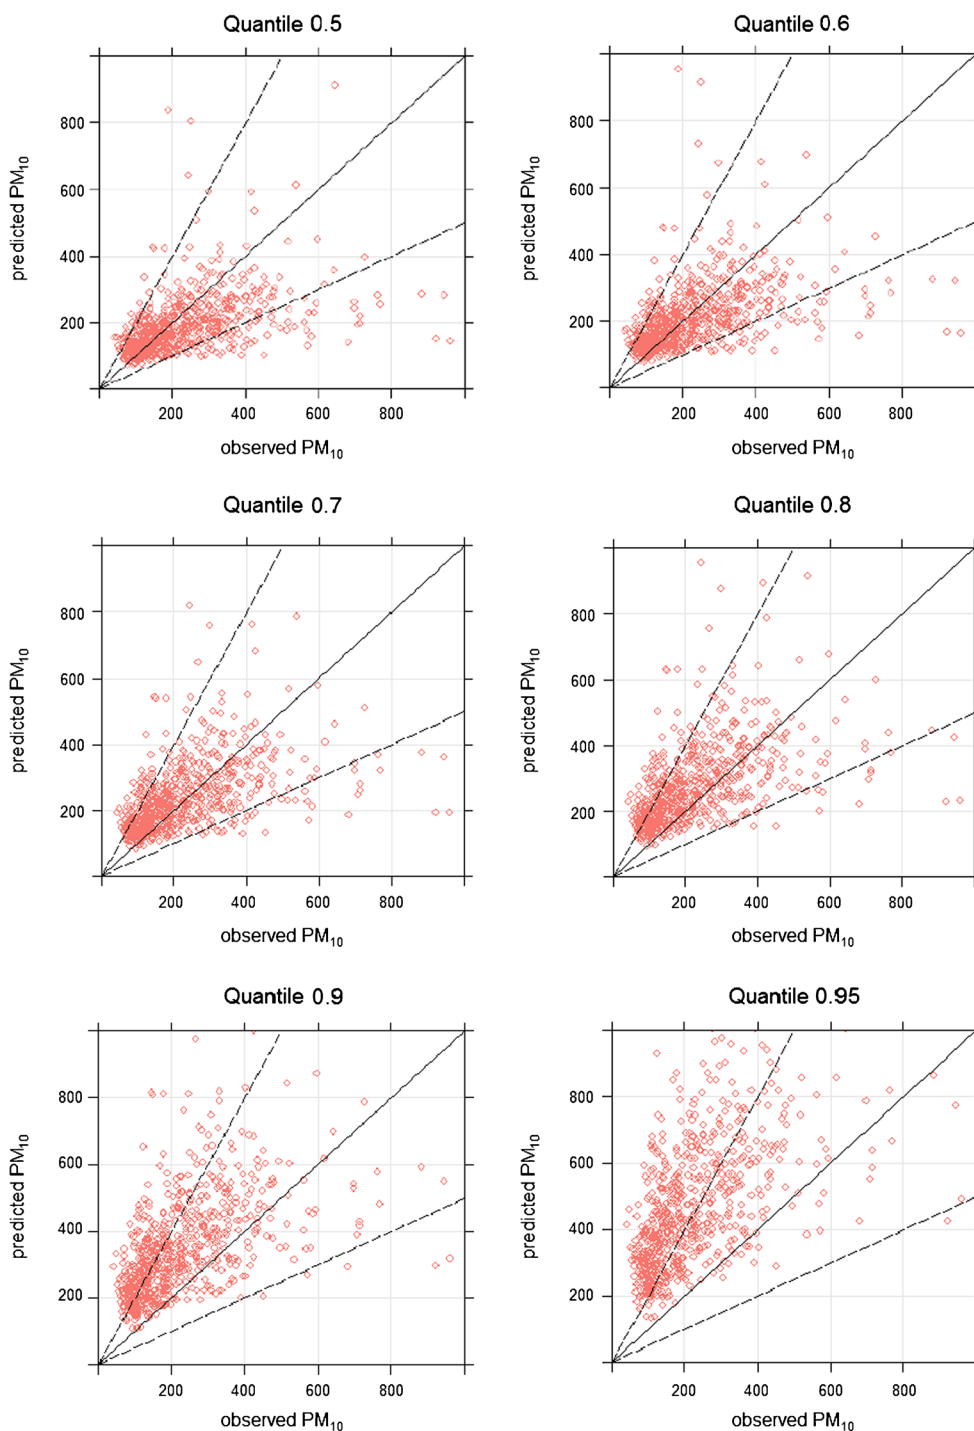 Quantile 0.5
predicted PM10
800
600
400
200
200 400 600 800
observed PM10
Quantile 0.6
predicted PM10
800
600
400
200
200 400 600 800
observed PM10
Quantile 0.7
predicted PM10
800
600
400
200
200 400 600 800
observed PM10
Quantile 0.8
predicted PM10
800
600
400
200
200 400 600 800
observed PM10
Quantile 0.9
predicted PM10
800
600
400
200
200 400 600 800
observed PM10
Quantile 0.95
predicted PM10
800
600
400
200
200 400 600 800
observed PM10